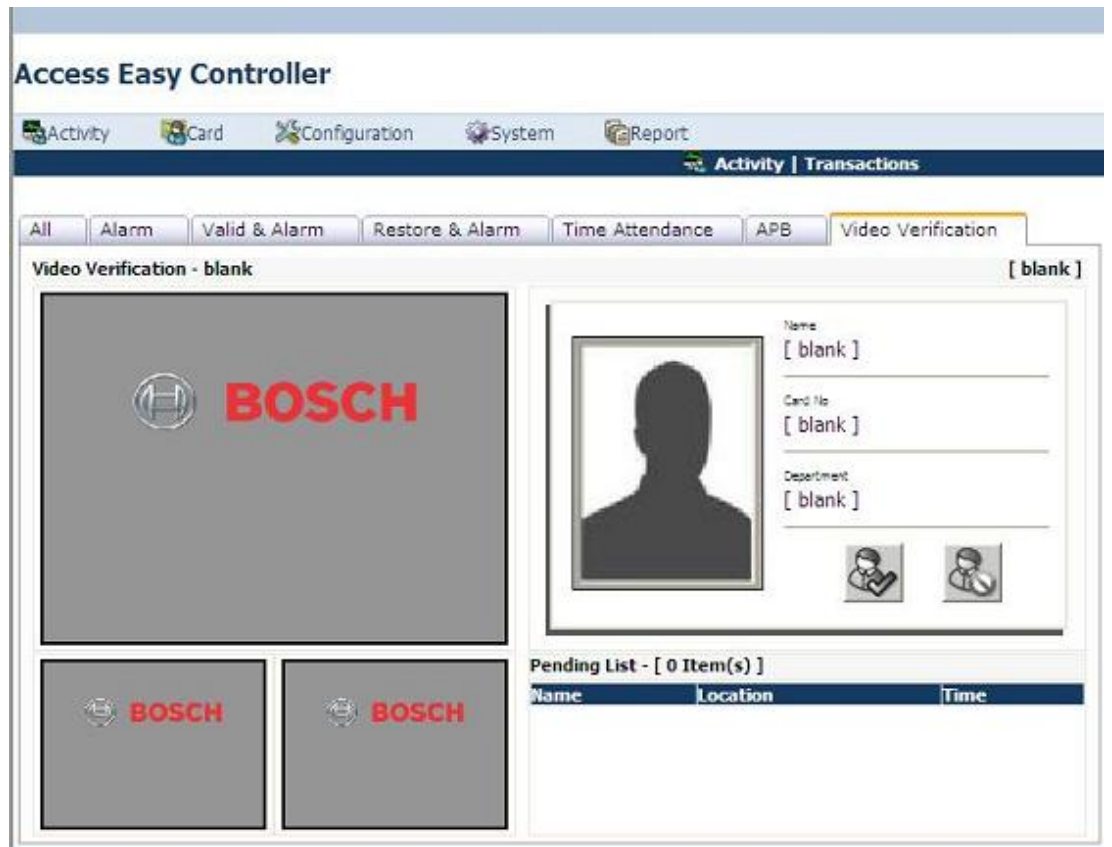 Access Easy Controller
Activity Card Configuration System Report
Activity | Transactions
All Alarm Valid & Alarm Restore & Alarm Time Attendance APB Video Verification
Video Verification - blank [ blank ]
BOSCH
Name
[ blank ]
Card No
[ blank ]
Department
[ blank ]
BOSCH BOSCH
Pending List - [ 0 Item(s) ]
Name Location Time